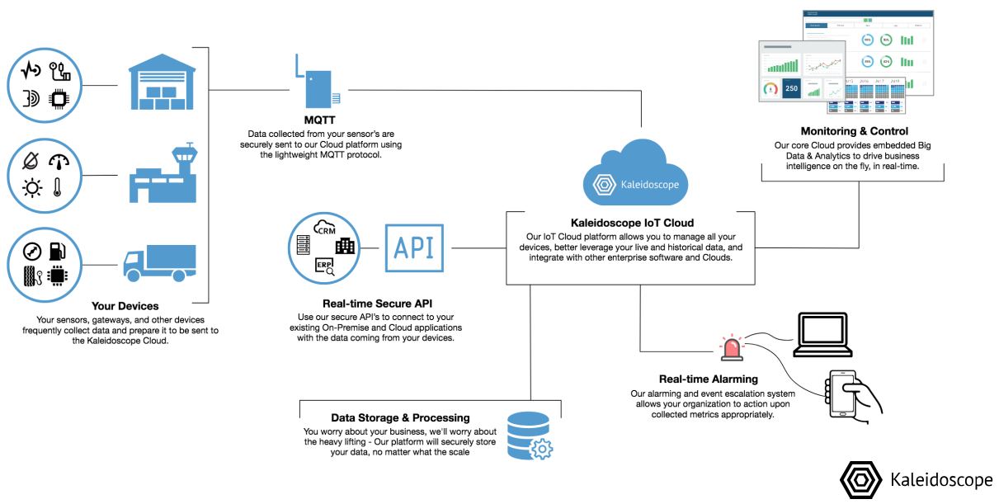 MQTT
Data collected from your sensor's are
securely sent to our Cloud platform using
the lightweight MQTT protocol.
250
2015 2016 2017 2018
Monitoring & Control
Our core Cloud provides embedded Big
Data & Analytics to drive business
intelligence on the fly, in real-time.
Kaleidoscope
Kaleidoscope IoT Cloud
Our IoT Cloud platform allows you to manage all your
devices, better leverage your live and historical data, and
integrate with other enterprise software and Clouds.
CRM
ERP
API
Your Devices
Your sensors, gateways, and other devices
frequently collect data and prepare it to be sent to
the Kaleidoscope Cloud.
Real-time Secure API
Use our secure API's to connect to your
existing On-Premise and Cloud applications
with the data coming from your devices.
Real-time Alarming
Our alarming and event escalation system
allows your organization to action upon
collected metrics appropriately.
Data Storage & Processing
You worry about your business, we'll worry about
the heavy lifting - Our platform will securely store
your data, no matter what the scale
Kaleidoscope